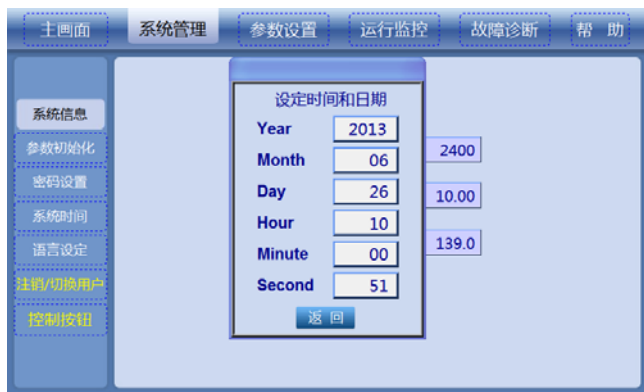 主画面 系统管理 参数设置 运行监控 故障诊断 帮 助
系统信息
参数初始化
密码设置
系统时间
语言设定
注销/切换用户
控制按钮
设定时间和日期
Year 2013
Month 06
Day 26
Hour 10
Minute 00
Second 51
返 回
2400
10.00
139.0